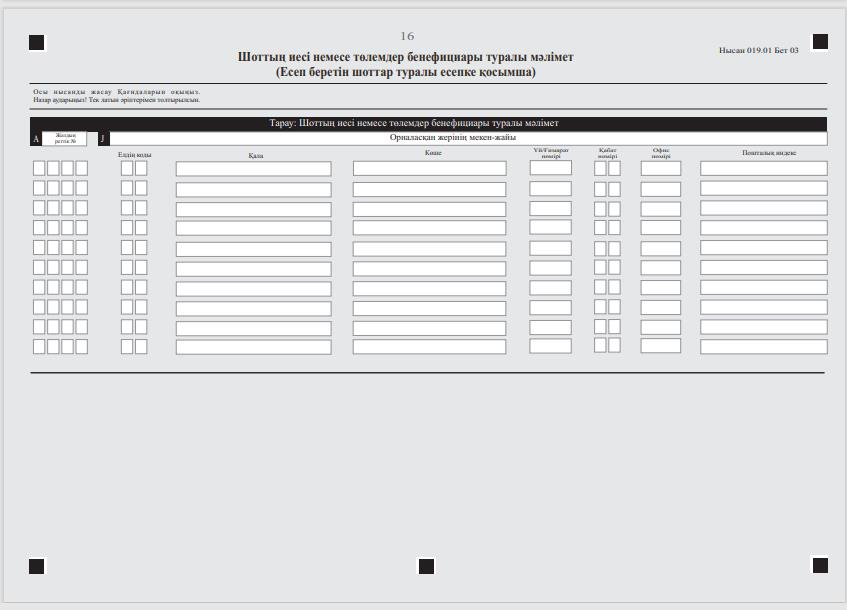 16
Шоттың иесі немесе төлемдер бенефициары туралы мәлімет
(Есеп беретін шоттар туралы есепке қосымша)
Нысан 019.01 Бет 03
Осы нысанды жасау Қағидаларын оқыңыз.
Назар аударыңыз! Тек латын әріптерімен толтырылсын.
Тарау: Шоттың иесі немесе төлемдер бенефициары туралы мәлімет
A Жолдың реттік № J Орналасқан жерінің мекен-жайы
Елдің коды Қала Көше Үй/Ғимарат нөмірі Қабат нөмірі Офис нөмірі Пошталық индекс